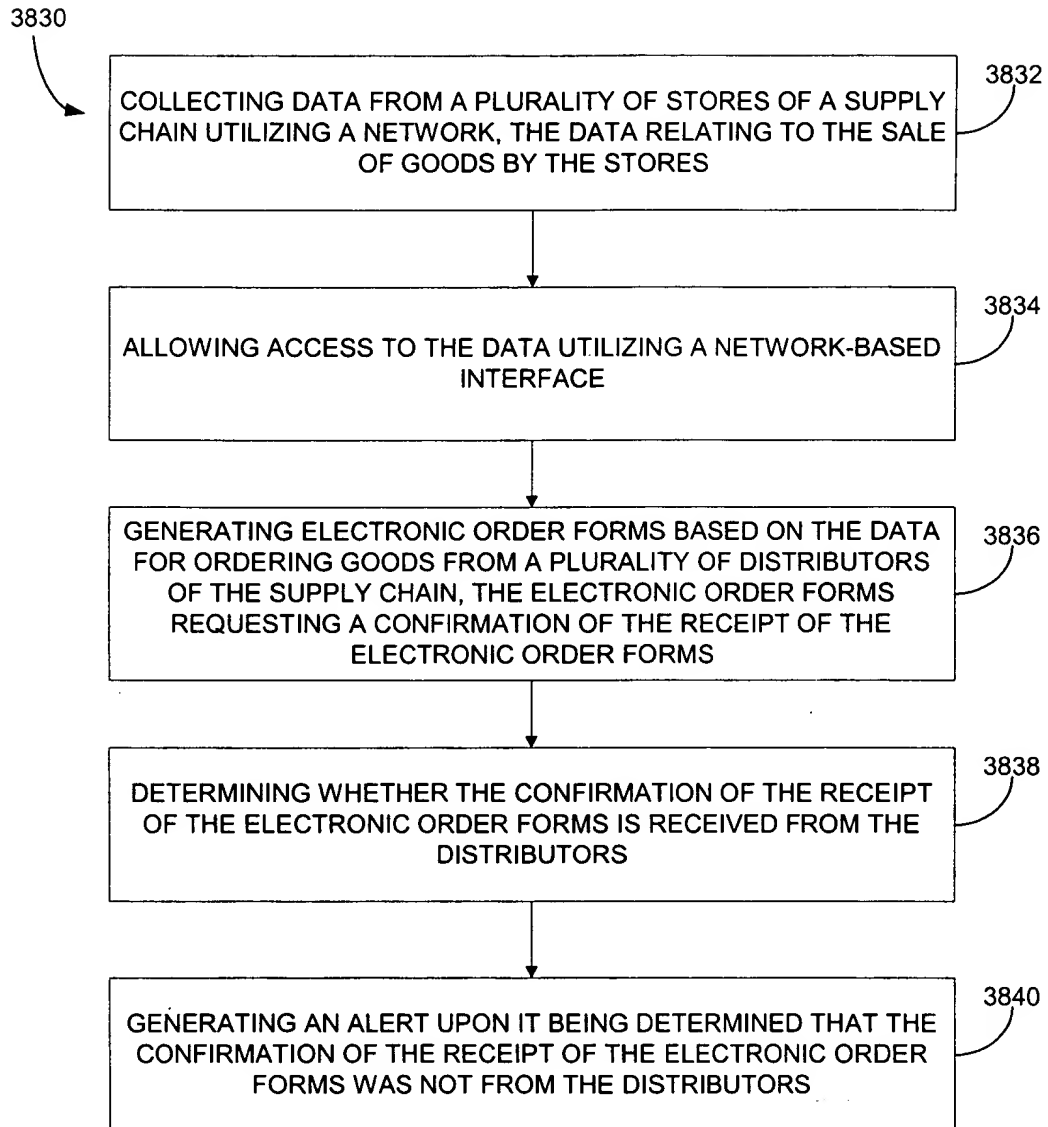 3830
COLLECTING DATA FROM A PLURALITY OF STORES OF A SUPPLY
CHAIN UTILIZING A NETWORK, THE DATA RELATING TO THE SALE
OF GOODS BY THE STORES
3832
ALLOWING ACCESS TO THE DATA UTILIZING A NETWORK-BASED
INTERFACE
3834
GENERATING ELECTRONIC ORDER FORMS BASED ON THE DATA
FOR ORDERING GOODS FROM A PLURALITY OF DISTRIBUTORS
OF THE SUPPLY CHAIN, THE ELECTRONIC ORDER FORMS
REQUESTING A CONFIRMATION OF THE RECEIPT OF THE
ELECTRONIC ORDER FORMS
3836
DETERMINING WHETHER THE CONFIRMATION OF THE RECEIPT
OF THE ELECTRONIC ORDER FORMS IS RECEIVED FROM THE
DISTRIBUTORS
3838
GENERATING AN ALERT UPON IT BEING DETERMINED THAT THE
CONFIRMATION OF THE RECEIPT OF THE ELECTRONIC ORDER
FORMS WAS NOT FROM THE DISTRIBUTORS
3840